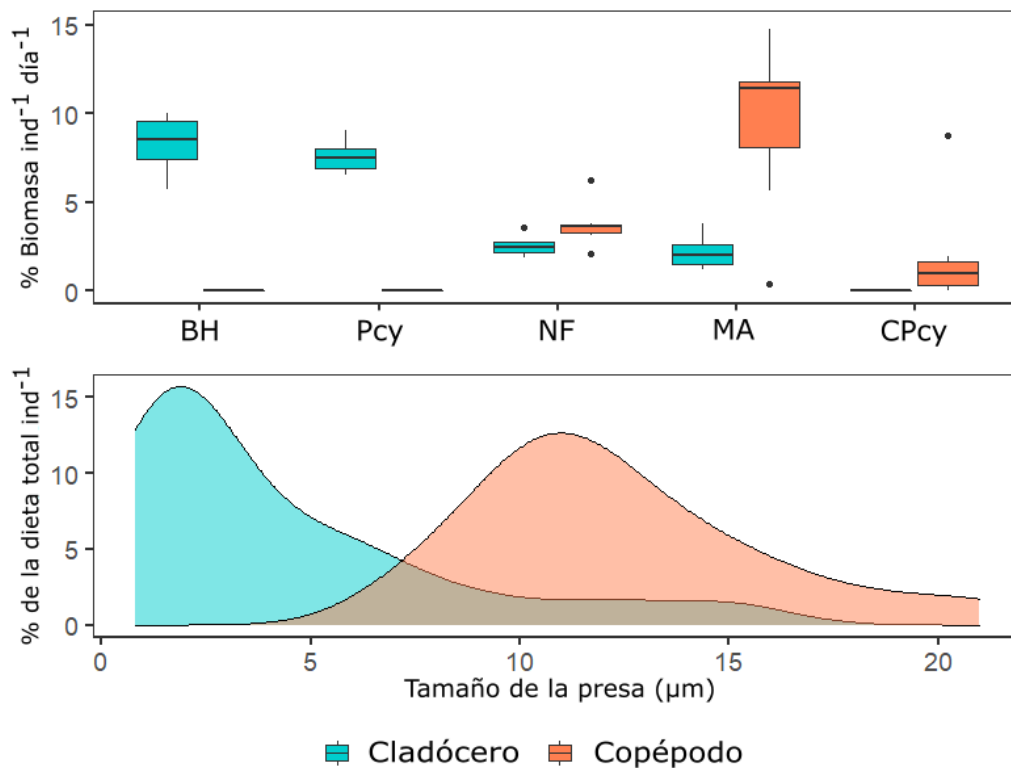 % Biomasa ind⁻¹ día⁻¹
15
10
5
0
BH Pcy NF MA CPcy
% de la dieta total ind⁻¹
15
10
5
0
0 5 10 15 20
Tamaño de la presa (µm)
Cladócero Copépodo